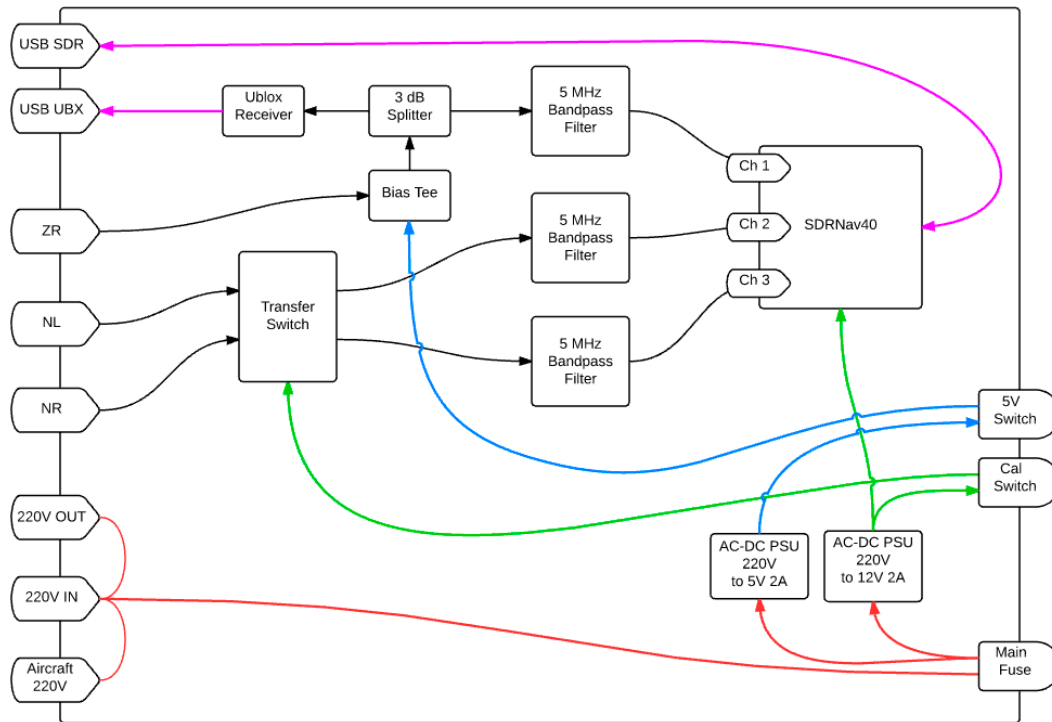 USB SDR
USB UBX
Ublox
Receiver
3 dB
Splitter
5 MHz
Bandpass
Filter
Ch 1
Bias Tee
ZR
5 MHz
Bandpass
Filter
Ch 2
SDRNav40
Ch 3
NL
Transfer
Switch
5 MHz
Bandpass
Filter
NR
5V
Switch
Cal
Switch
220V OUT
AC-DC PSU
220V
to 5V 2A
AC-DC PSU
220V
to 12V 2A
220V IN
Aircraft
220V
Main
Fuse